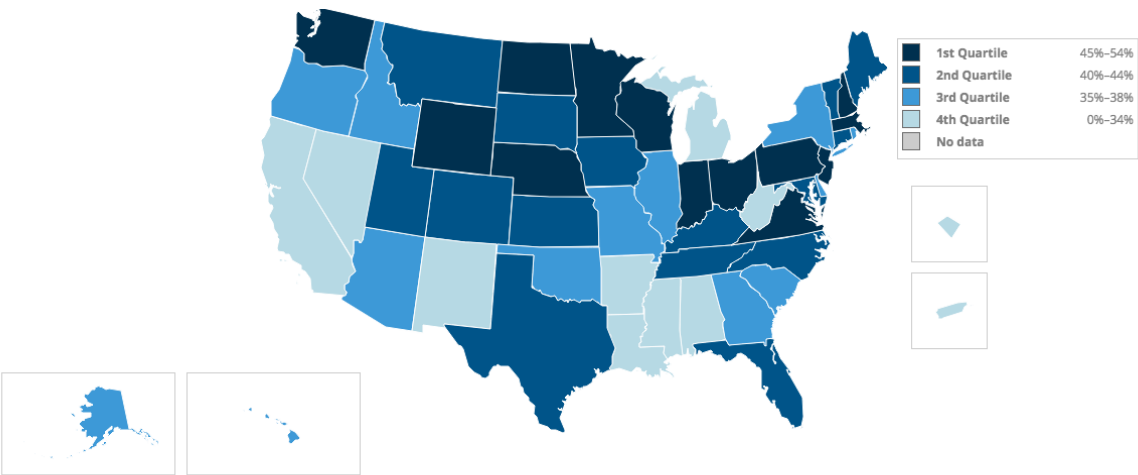 1st Quartile 45%–54%
2nd Quartile 40%–44%
3rd Quartile 35%–38%
4th Quartile 0%–34%
No data